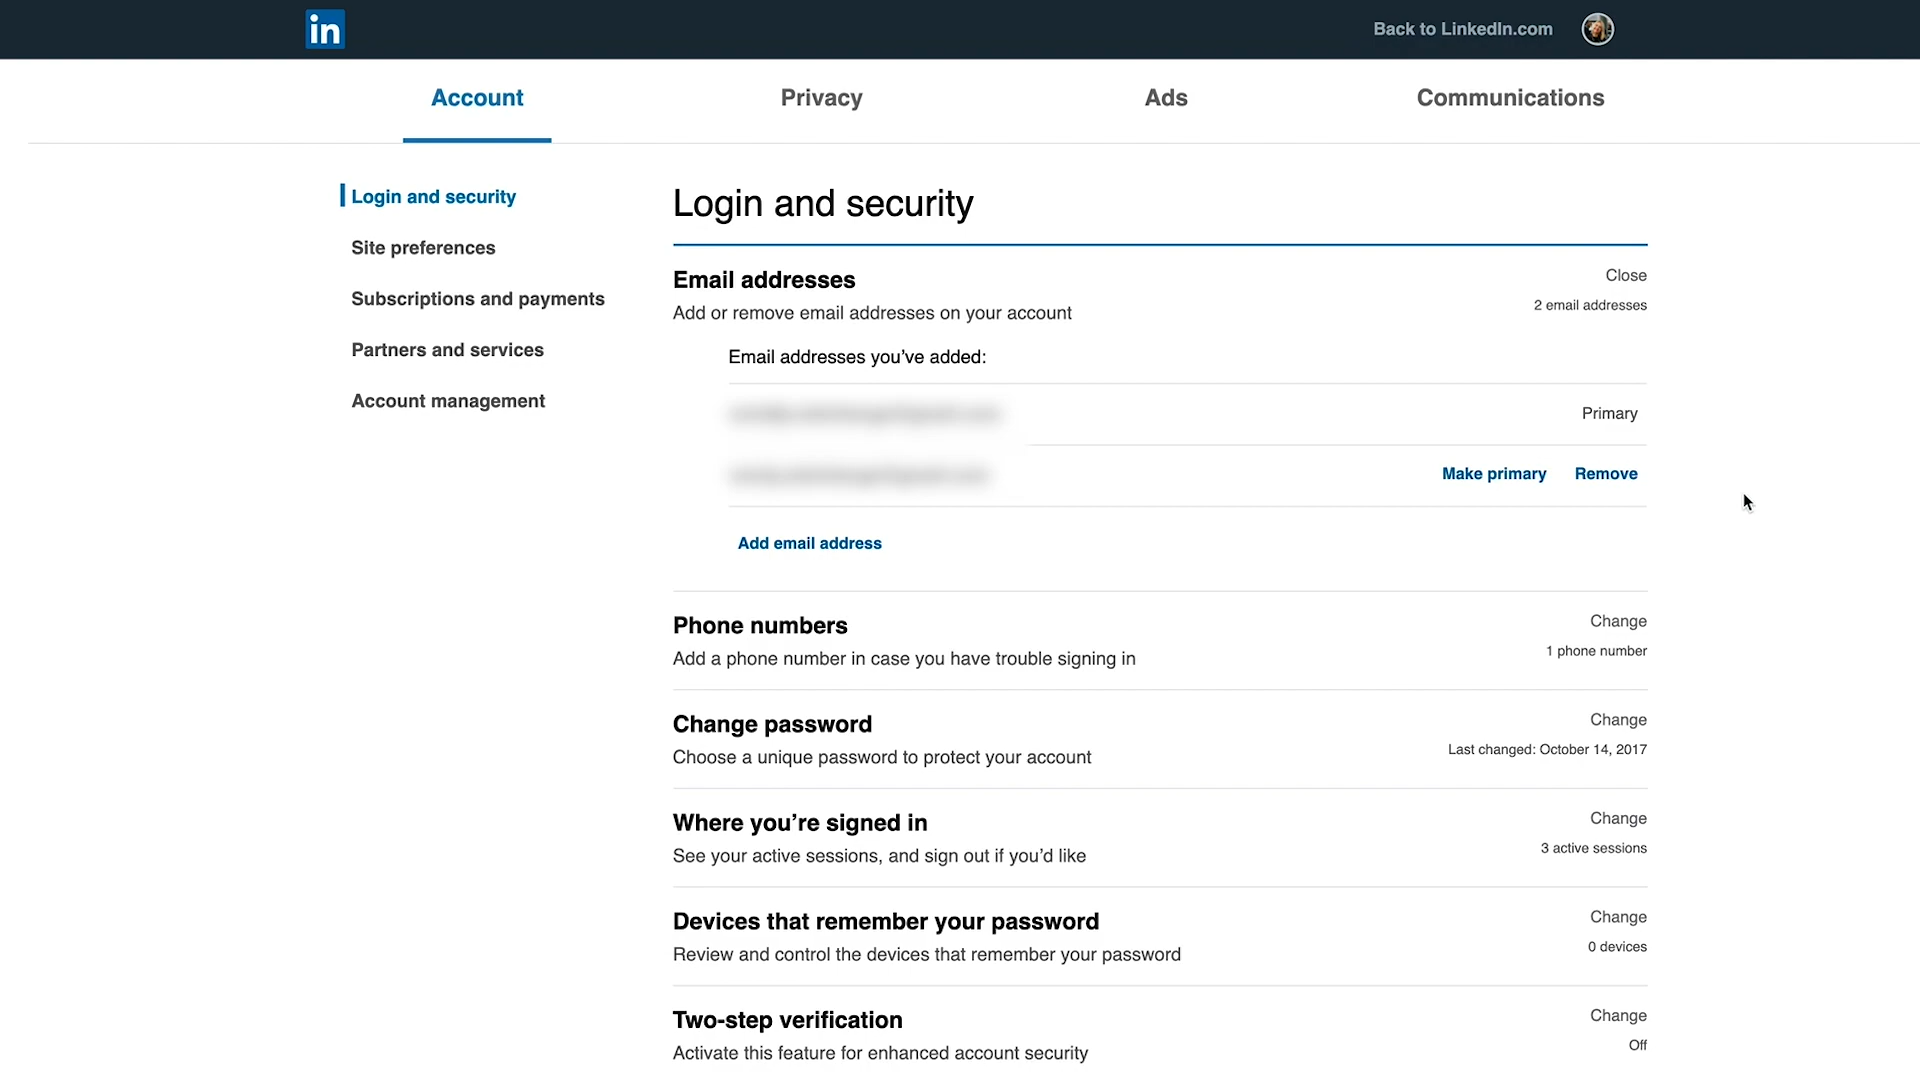 in
Back to LinkedIn.com
Account
Privacy
Ads
Communications
Login and security
Site preferences
Subscriptions and payments
Partners and services
Account management
Login and security
Email addresses
Close
Add or remove email addresses on your account
2 email addresses
Email addresses you’ve added:
Primary
Make primary
Remove
Add email address
Phone numbers
Change
Add a phone number in case you have trouble signing in
1 phone number
Change password
Change
Choose a unique password to protect your account
Last changed: October 14, 2017
Where you’re signed in
Change
See your active sessions, and sign out if you’d like
3 active sessions
Devices that remember your password
Change
Review and control the devices that remember your password
0 devices
Two-step verification
Change
Activate this feature for enhanced account security
Off